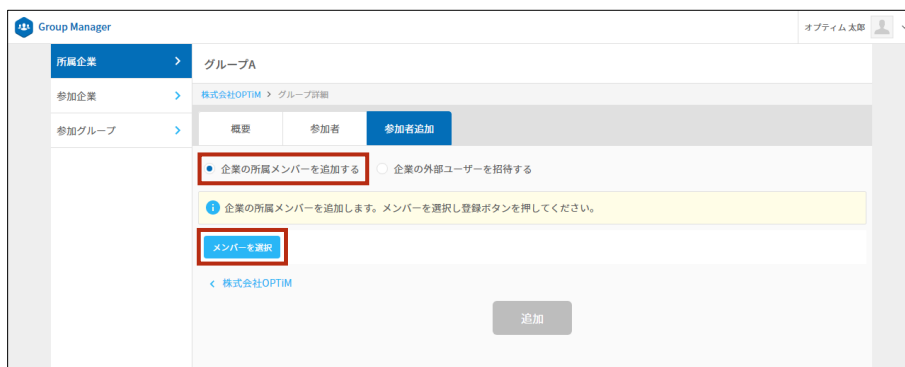 Group Manager
オプティム 太郎
所属企業
参加企業
参加グループ
グループA
株式会社OPTiM > グループ詳細
概要 参加者 参加者追加
企業の所属メンバーを追加する 企業の外部ユーザーを招待する
企業の所属メンバーを追加します。メンバーを選択し登録ボタンを押してください。
メンバーを選択
< 株式会社OPTiM
追加